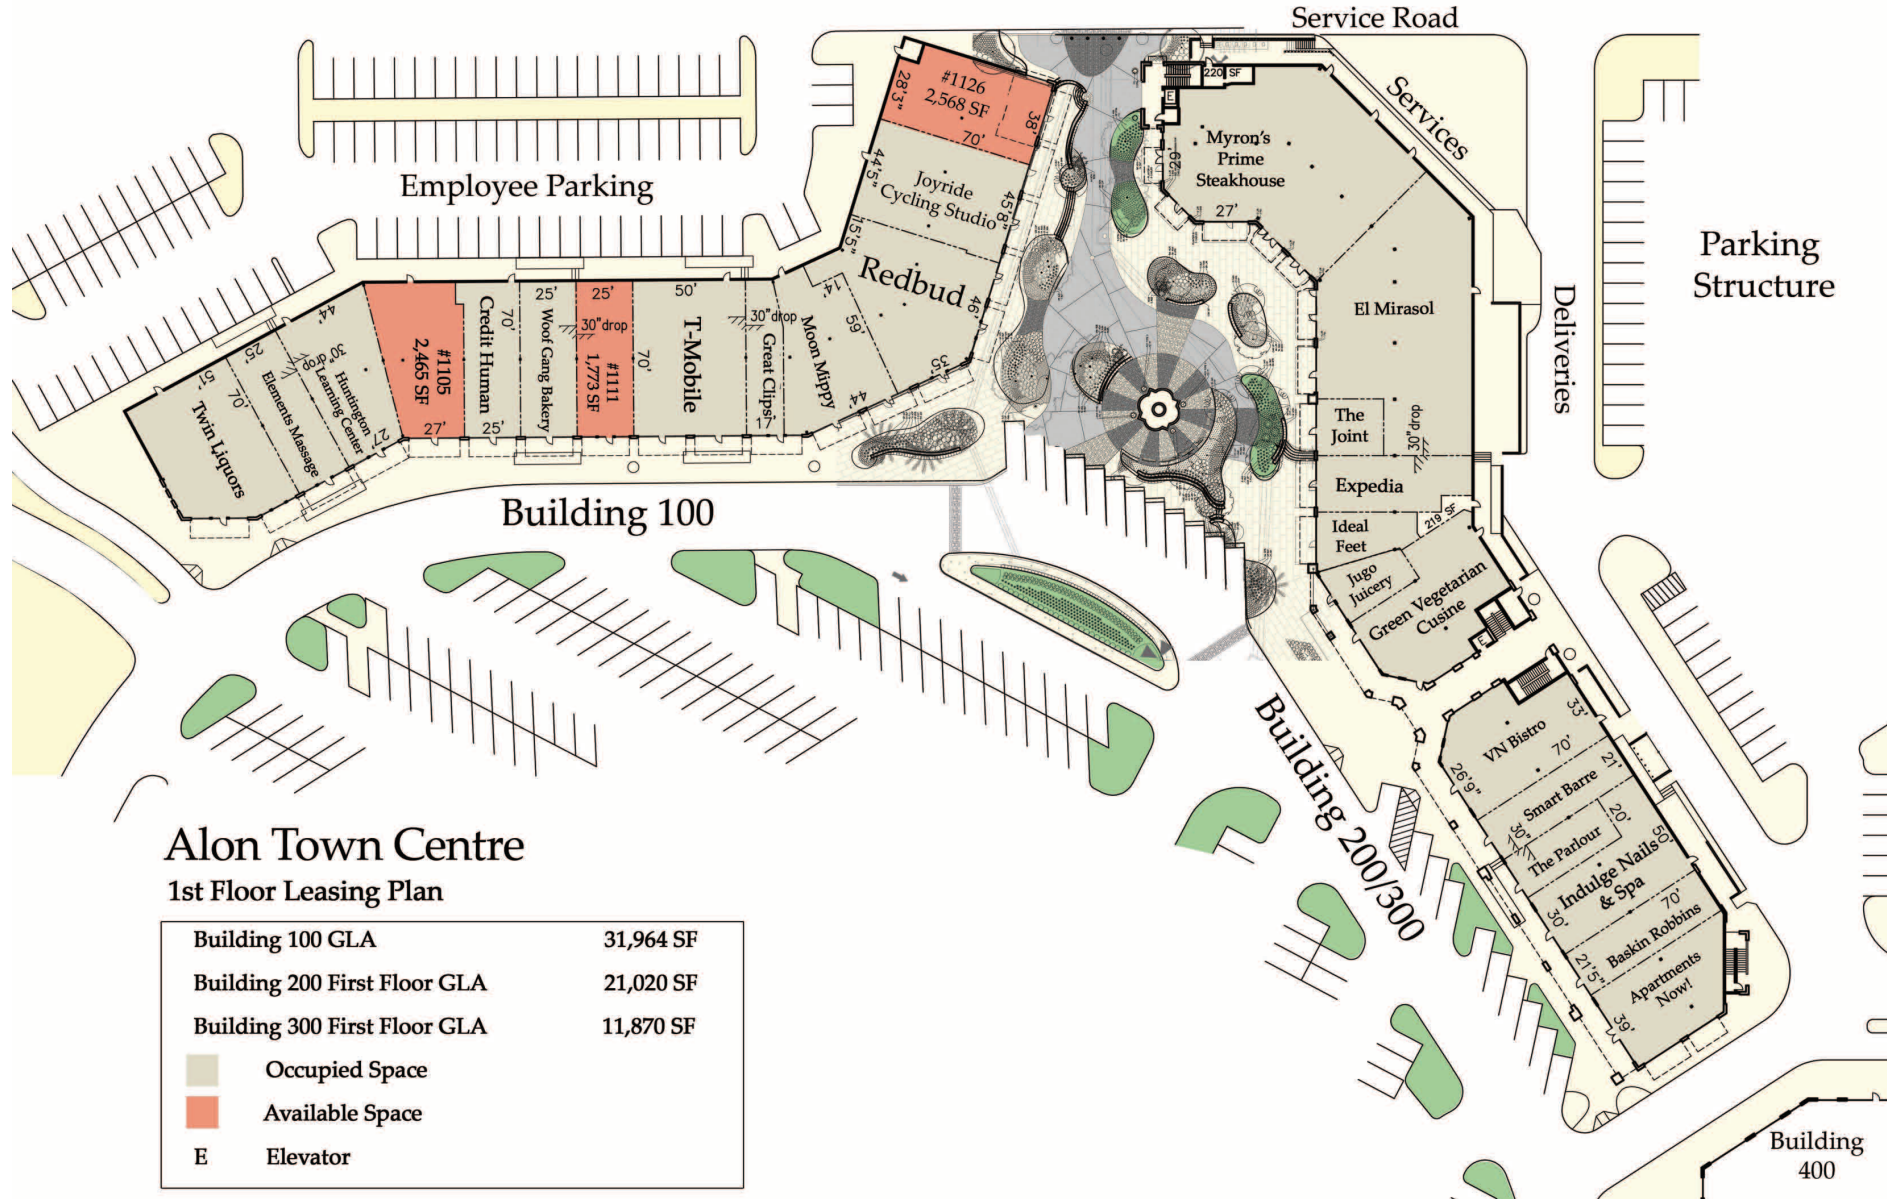 Service Road
Services
Employee Parking
Parking
Structure
Deliveries
#1126
2,568 SF
28'3"
38'
70'
Joyride
Cycling Studio
44'5"
45'8"
15'5"
Redbud
46'
14'
59'
35'
44'
Moon Mippy
Great Clips
17'
30" drop
50'
T-Mobile
70'
25'
#1111
1,773 SF
30" drop
25'
Woof Gang Bakery
70'
Credit Human
25'
#1105
2,465 SF
27'
44'
30" drop
Huntington
Learning Center
27'
25'
Elements Massage
70'
51'
Twin Liquors
Building 100
220 SF
E
Myron's
Prime
Steakhouse
29'
27'
El Mirasol
The
Joint
30" drop
Expedia
219 SF
Ideal
Feet
Jugo
Juicery
Green Vegetarian
Cusine
E
Building 200/300
VN Bistro
33'
70'
26'9"
21'
Smart Barre
20'
30"
The Parlour
50'
Indulge Nails
& Spa
30'
70'
Baskin Robbins
21'5"
Apartments
Now!
39'
Building
400
Alon Town Centre
1st Floor Leasing Plan
Building 100 GLA 31,964 SF
Building 200 First Floor GLA 21,020 SF
Building 300 First Floor GLA 11,870 SF
Occupied Space
Available Space
E Elevator